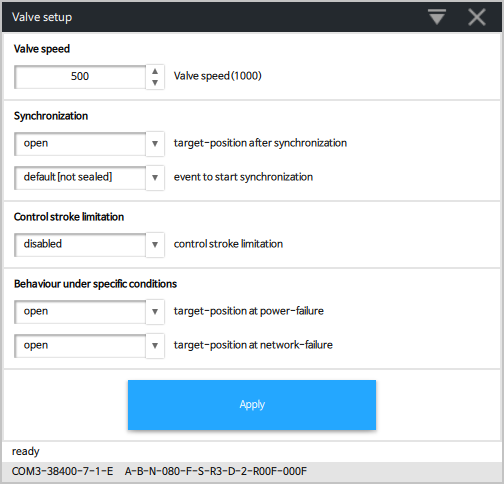 Valve setup
Valve speed
500 Valve speed(1000)
Synchronization
open target-position after synchronization
default[not sealed] event to start synchronization
Control stroke limitation
disabled control stroke limitation
Behaviour under specific conditions
open target-position at power-failure
open target-position at network-failure
Apply
ready
COM3-38400-7-1-E A-B-N-080-F-S-R3-D-2-R00F-000F